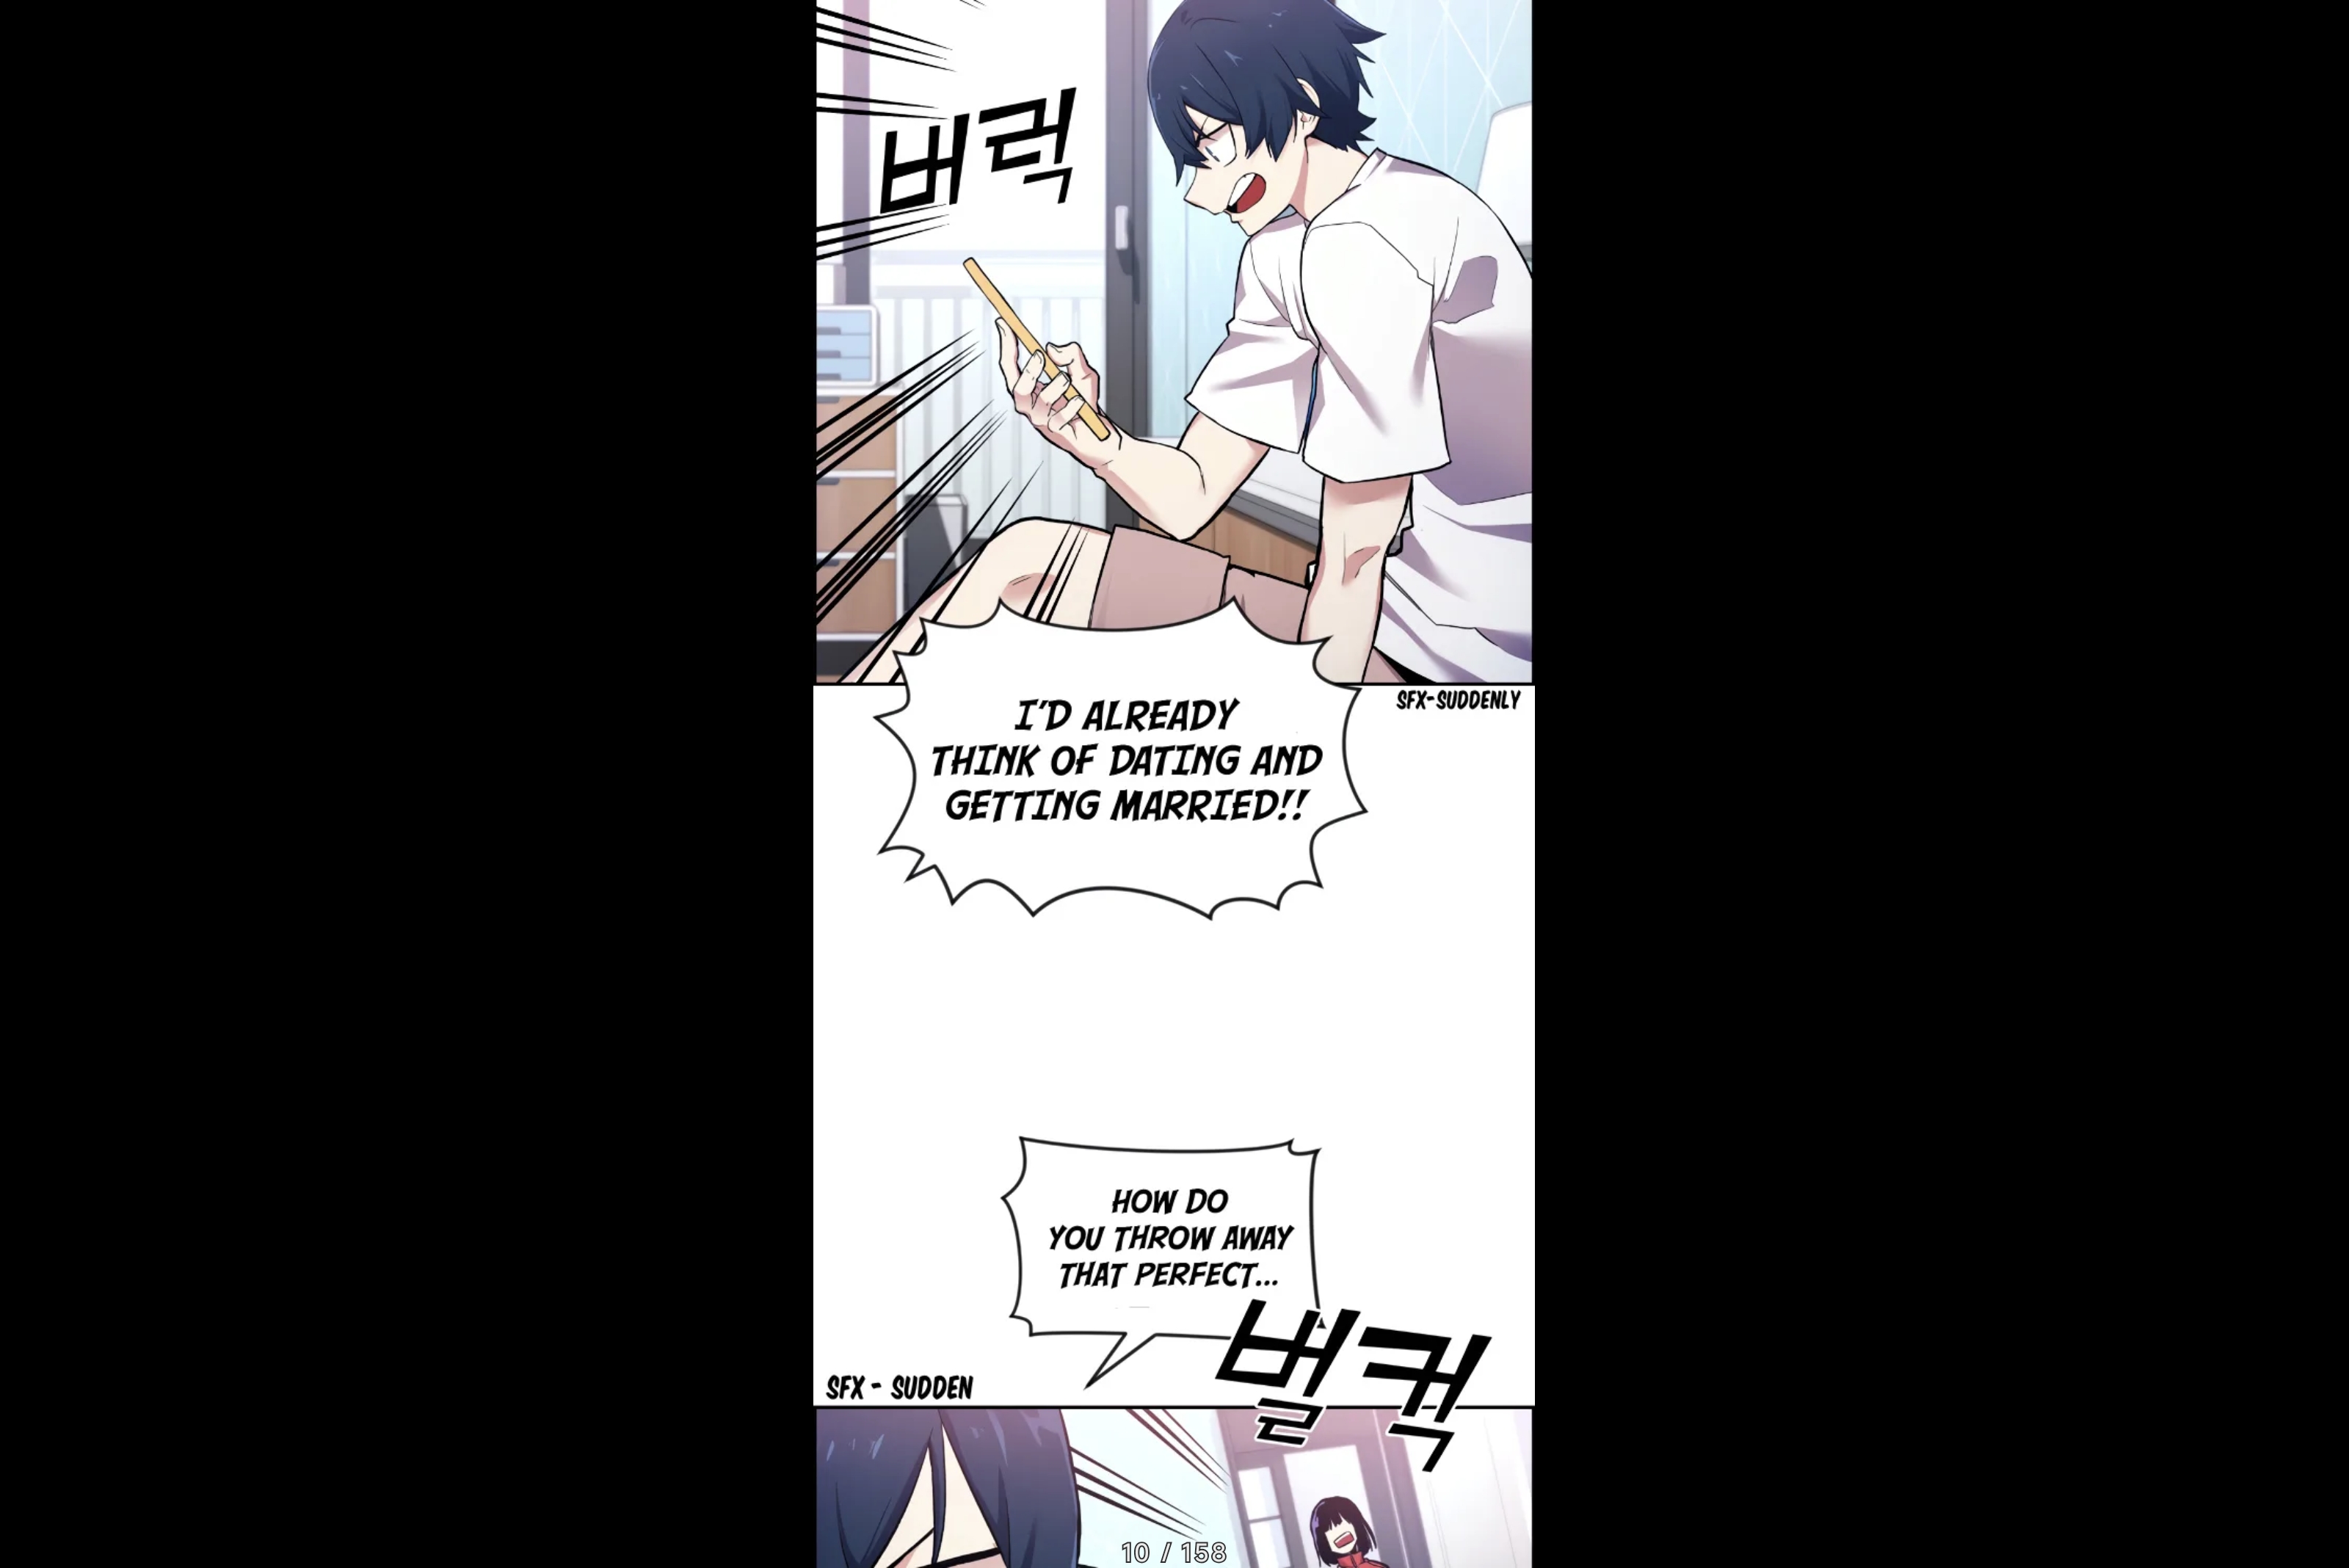 버럭
SFX-SUDDENLY
I'D ALREADY
THINK OF DATING AND
GETTING MARRIED!!
HOW DO
YOU THROW AWAY
THAT PERFECT...
벌컥
SFX - SUDDEN
10 / 158